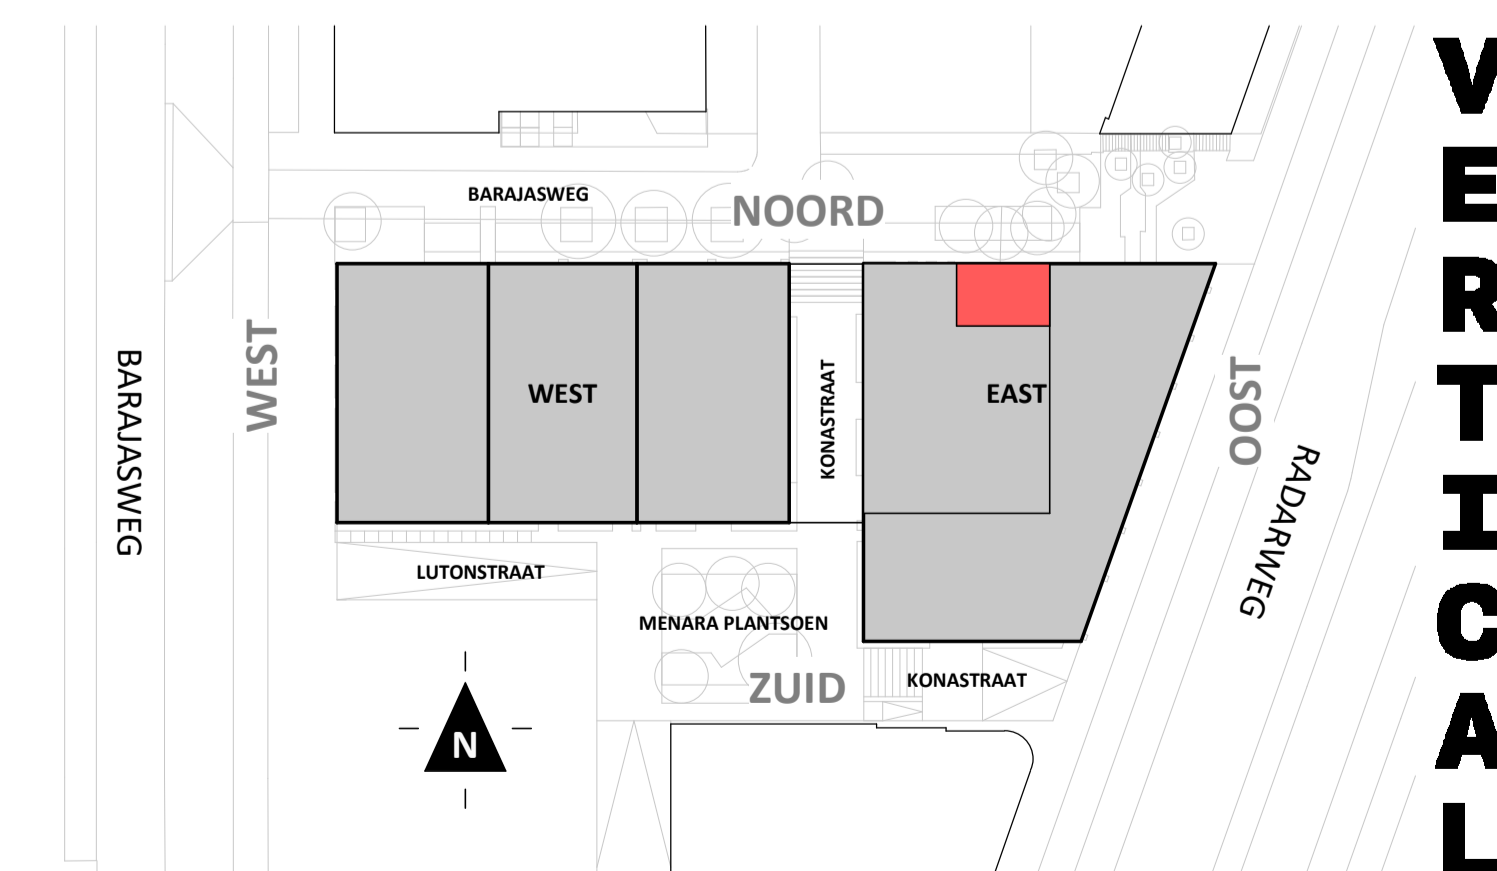 BARAJASWEG
NOORD
WEST
BARAJASWEG
WEST
KONASTRAAT
EAST
OOST
RADARWEG
LUTONSTRAAT
MENARA PLANTSOEN
ZUID
KONASTRAAT
N
VERTICAL